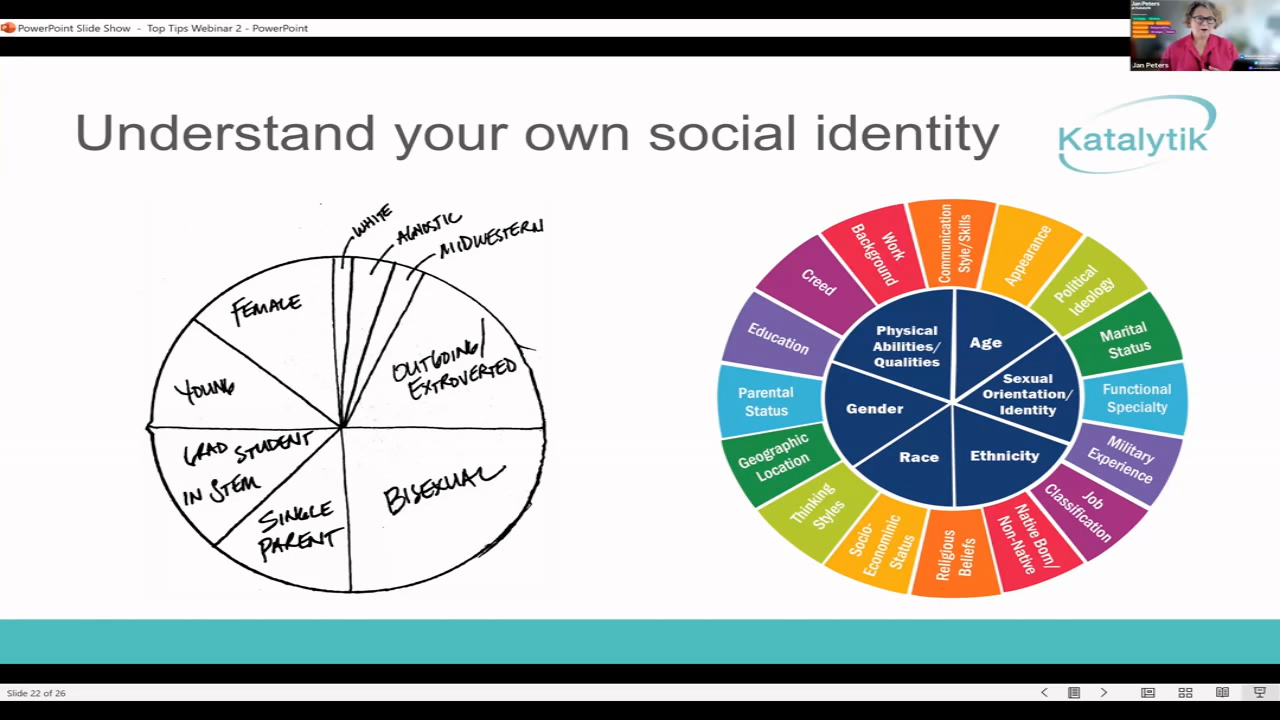 PowerPoint Slide Show - Top Tips Webinar 2 - PowerPoint
Jan Peters
Jan Peters
Understand your own social identity
Katalytik
WHITE
AGNOSTIC
MIDWESTERN
FEMALE
OUTGOING/
EXTROVERTED
YOUNG
GRAD STUDENT
IN STEM
SINGLE
PARENT
BISEXUAL
Communication
Style/Skills
Appearance
Political
Ideology
Marital
Status
Functional
Specialty
Military
Experience
Job
Classification
Native Born/
Non-Native
Religious
Beliefs
Socio-
Economic
Status
Thinking
Styles
Geographic
Location
Parental
Status
Education
Creed
Work
Background
Physical
Abilities/
Qualities
Age
Sexual
Orientation/
Identity
Gender
Race
Ethnicity
Slide 22 of 26